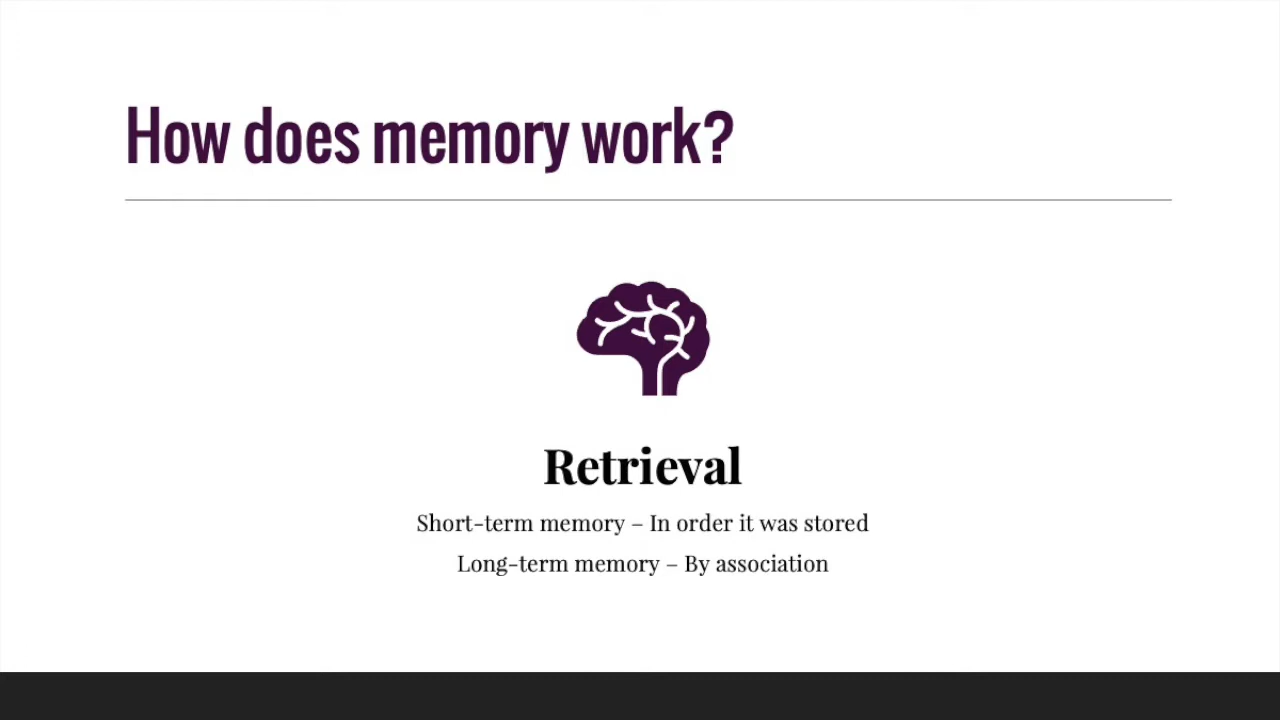 How does memory work?
Retrieval
Short-term memory – In order it was stored
Long-term memory – By association